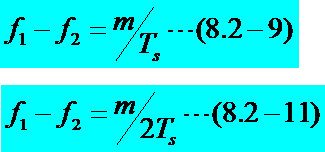 f₁ − f₂ = m/Tₛ ---(8.2−9)
f₁ − f₂ = m/2Tₛ ---(8.2−11)